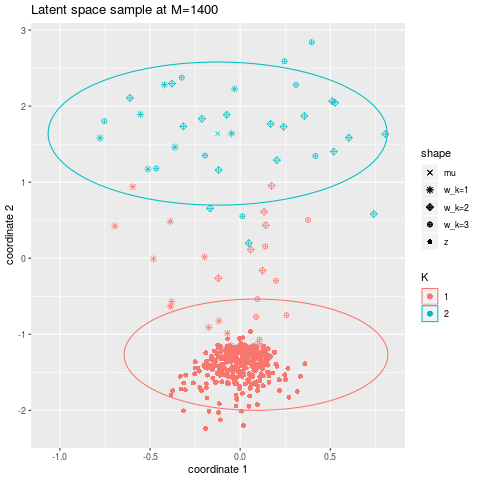 Latent space sample at M=1400
3
2
1
0
-1
-2
coordinate 2
-1.0
-0.5
0.0
0.5
coordinate 1
shape
mu
w_k=1
w_k=2
w_k=3
z
K
1
2